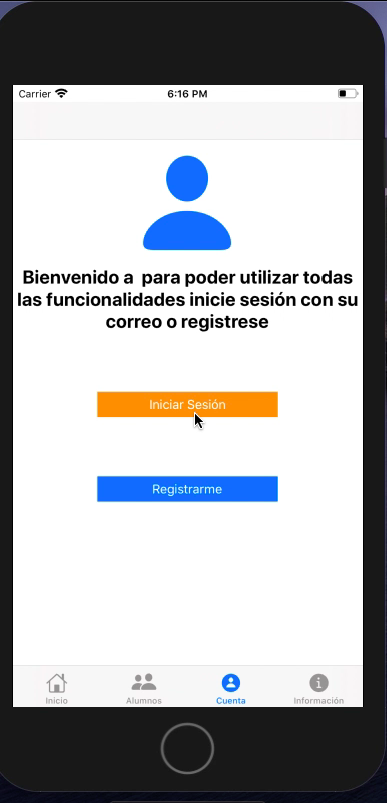 Carrier 6:16 PM
Bienvenido a  para poder utilizar todas
las funcionalidades inicie sesión con su
correo o registrese
Iniciar Sesión
Registrarme
Inicio Alumnos Cuenta Información